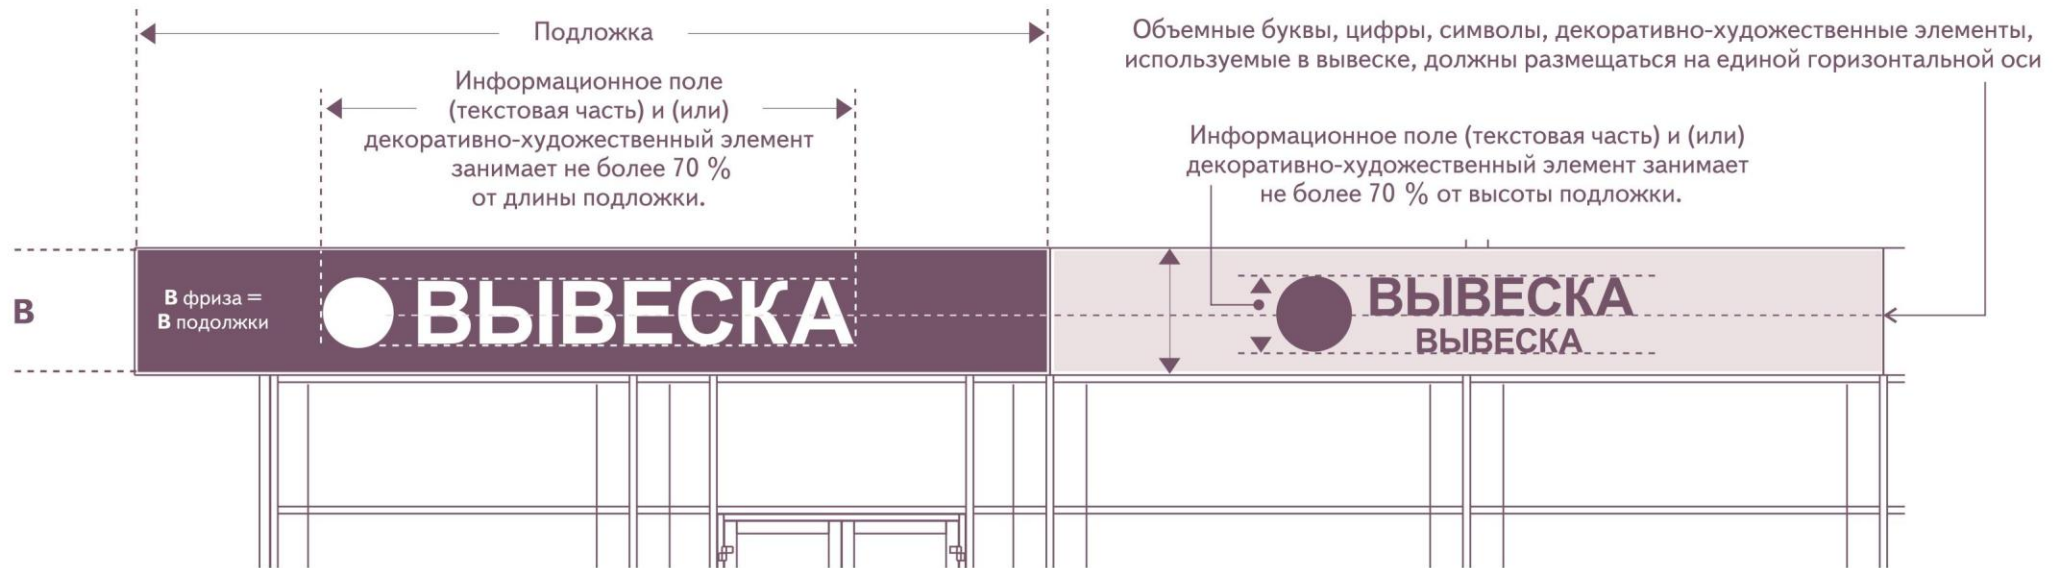 Подложка
Информационное поле
(текстовая часть) и (или)
декоративно-художественный элемент
занимает не более 70 %
от длины подложки.
Объемные буквы, цифры, символы, декоративно-художественные элементы,
используемые в вывеске, должны размещаться на единой горизонтальной оси
Информационное поле (текстовая часть) и (или)
декоративно-художественный элемент занимает
не более 70 % от высоты подложки.
В
В фриза =
В подолжки
ВЫВЕСКА
ВЫВЕСКА
ВЫВЕСКА